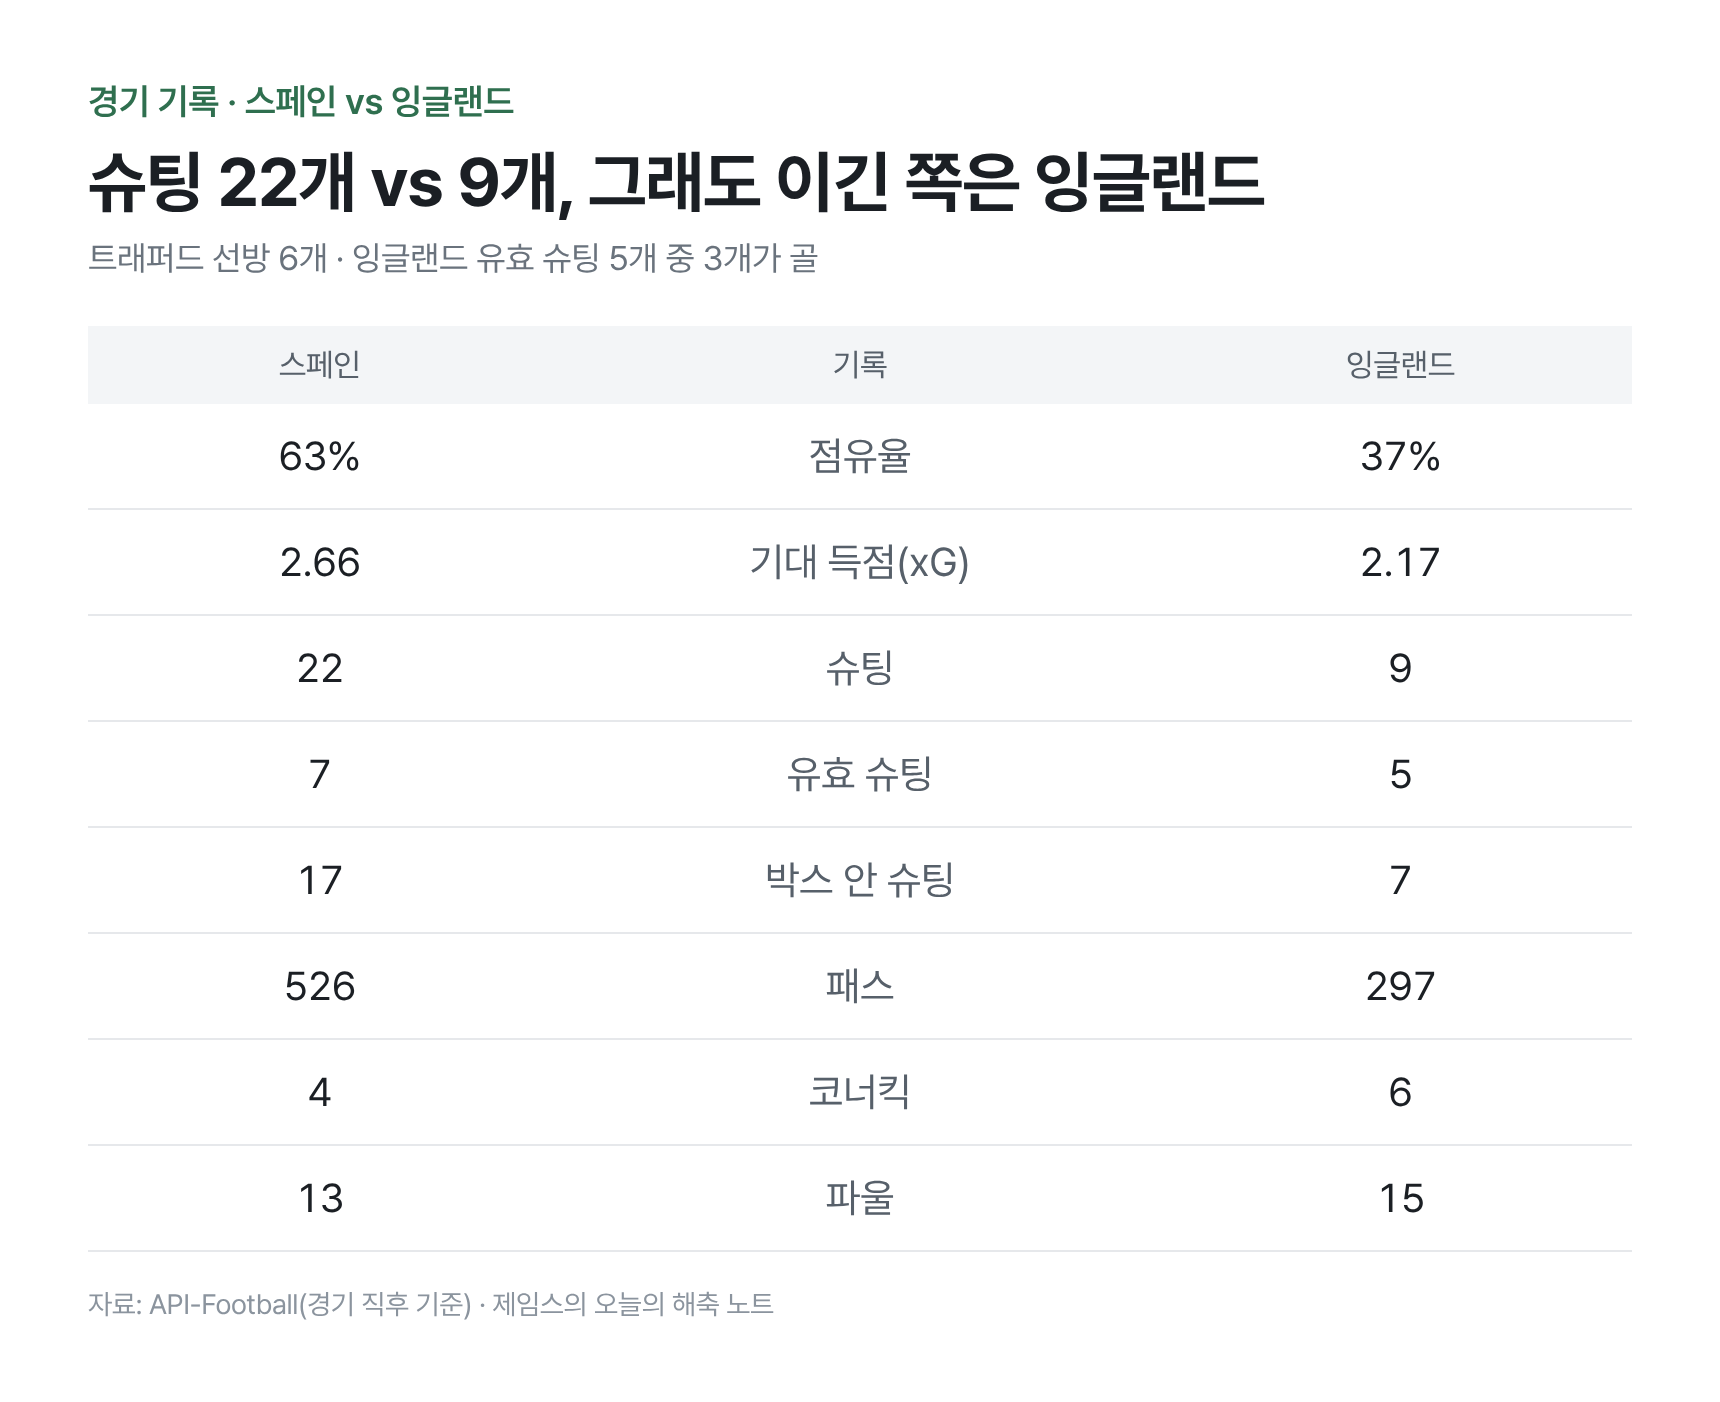 경기 기록 · 스페인 vs 잉글랜드
슈팅 22개 vs 9개, 그래도 이긴 쪽은 잉글랜드
트래퍼드 선방 6개 · 잉글랜드 유효 슈팅 5개 중 3개가 골
스페인 기록 잉글랜드
63% 점유율 37%
2.66 기대 득점(xG) 2.17
22 슈팅 9
7 유효 슈팅 5
17 박스 안 슈팅 7
526 패스 297
4 코너킥 6
13 파울 15
자료: API-Football(경기 직후 기준) · 제임스의 오늘의 해축 노트